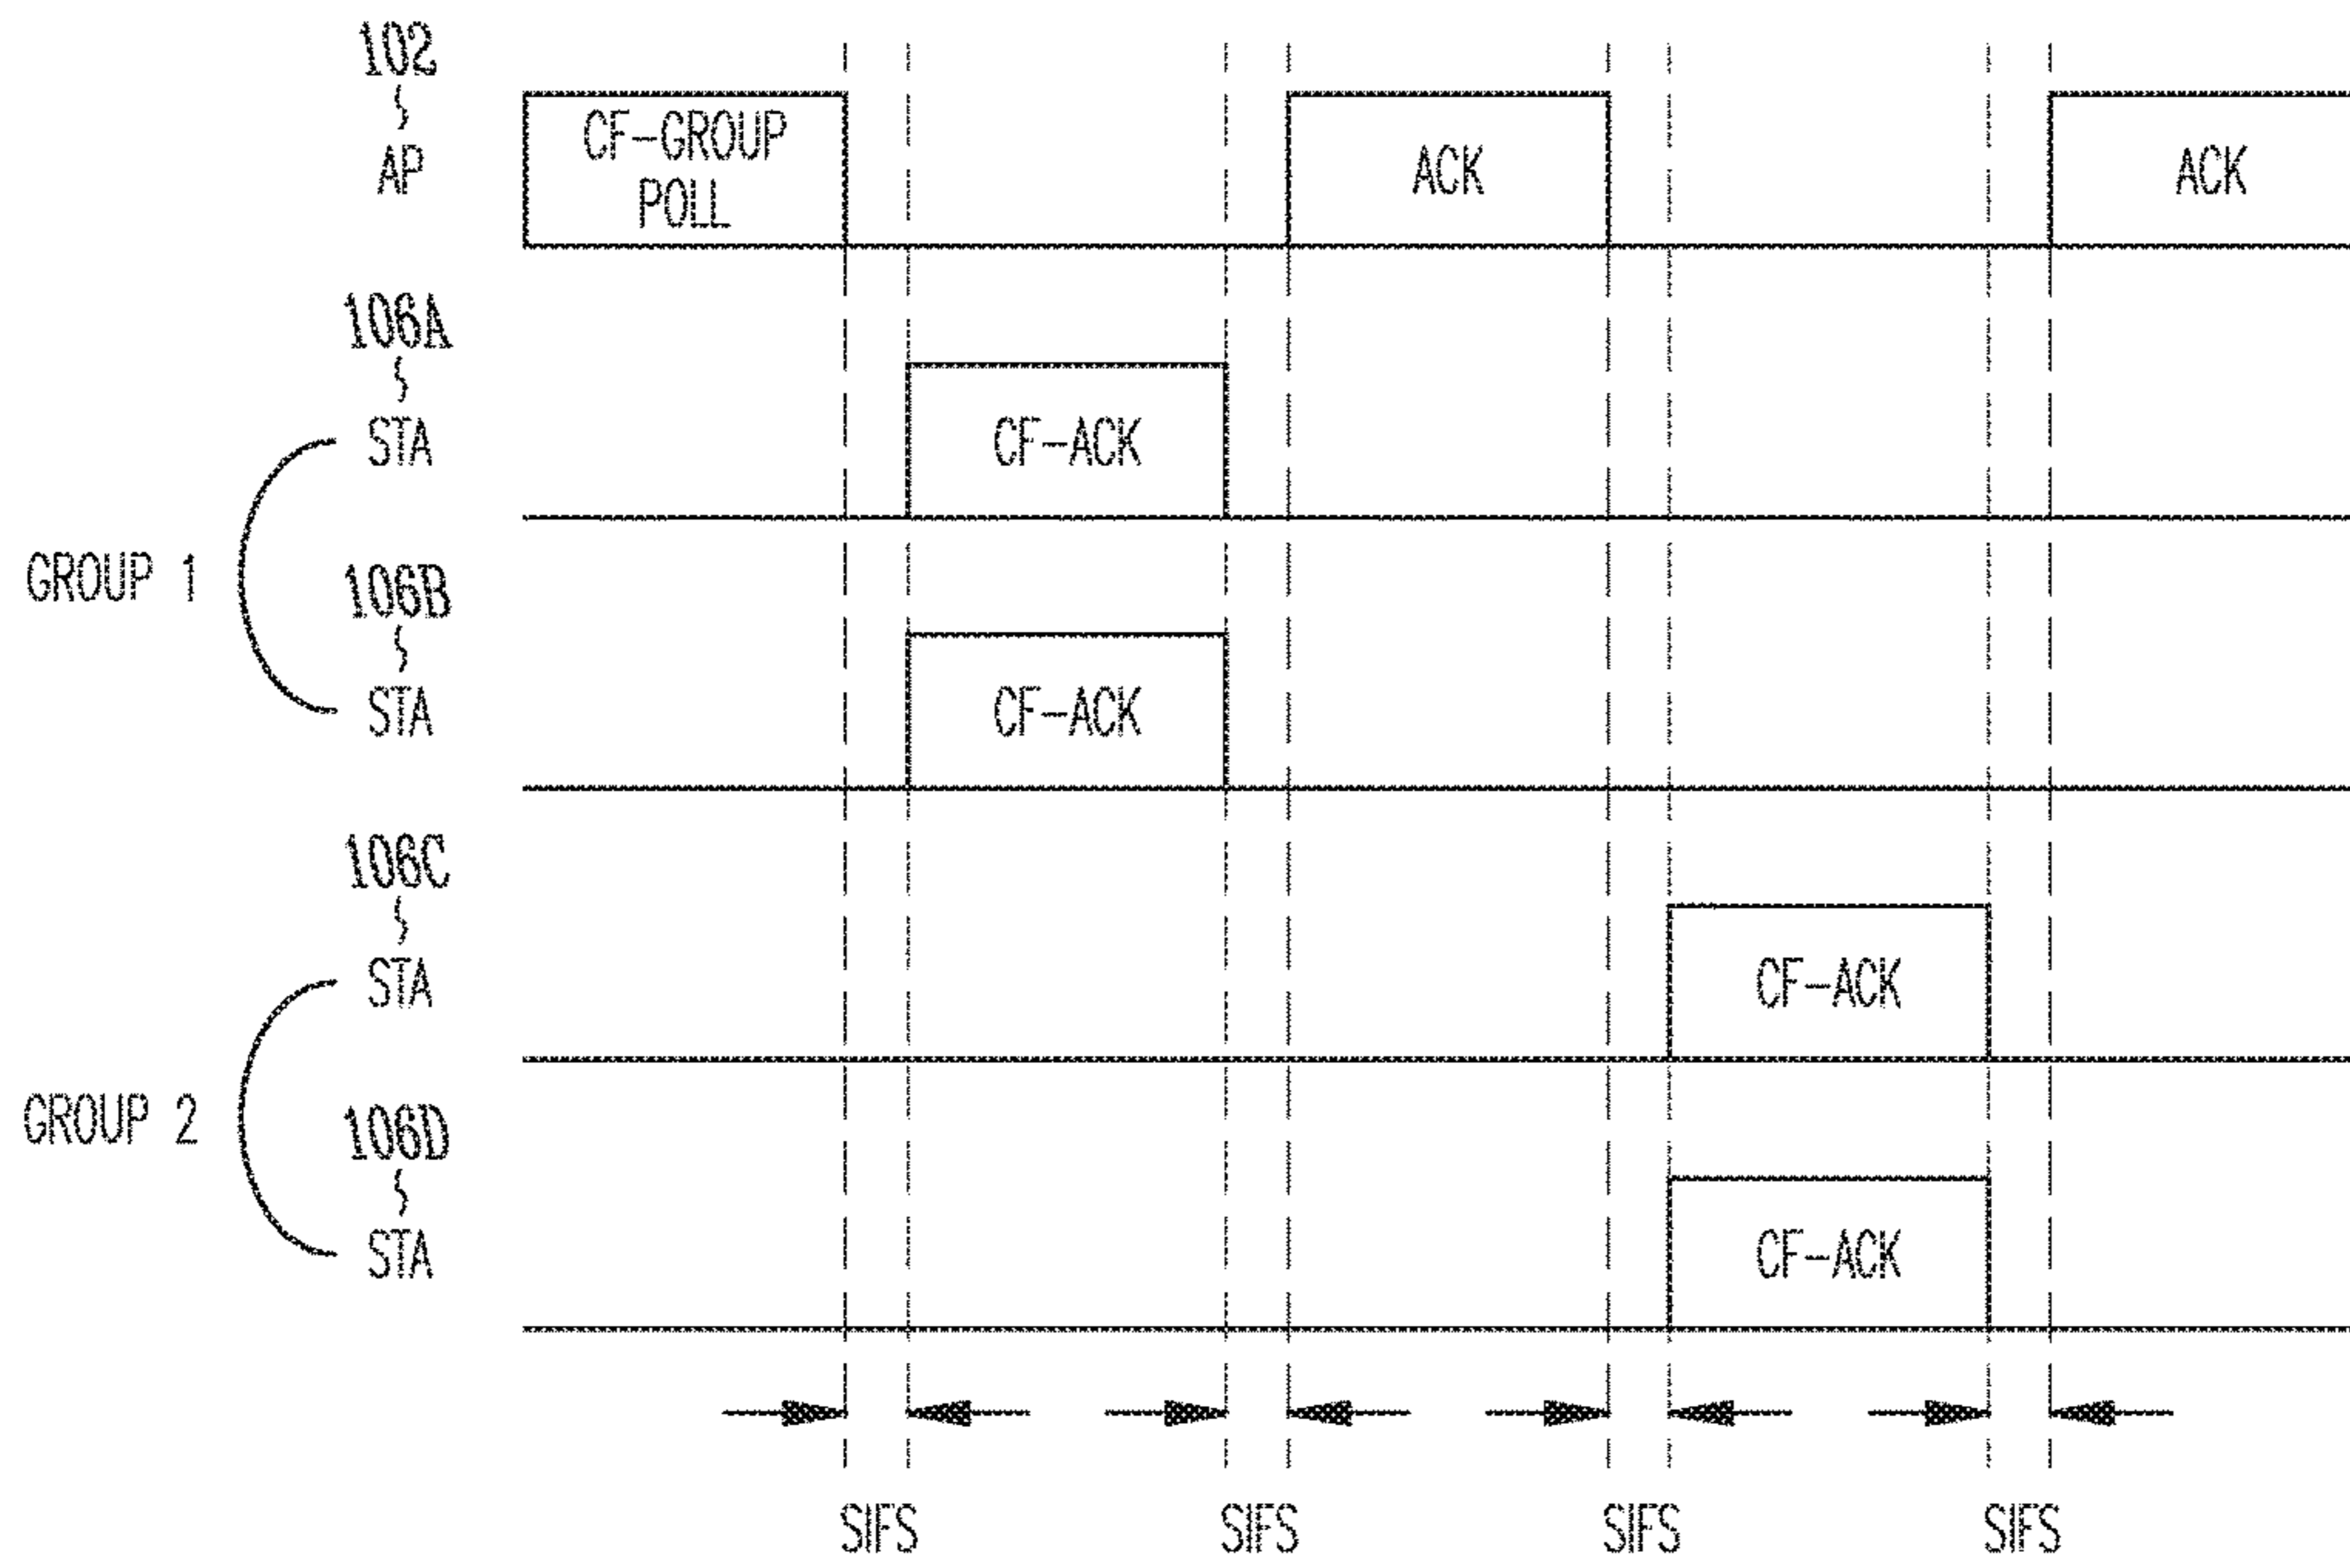 102
AP
CF-GROUP
POLL
ACK
ACK
106A
STA
CF-ACK
GROUP 1
106B
STA
CF-ACK
106C
STA
CF-ACK
GROUP 2
106D
STA
CF-ACK
SIFS
SIFS
SIFS
SIFS